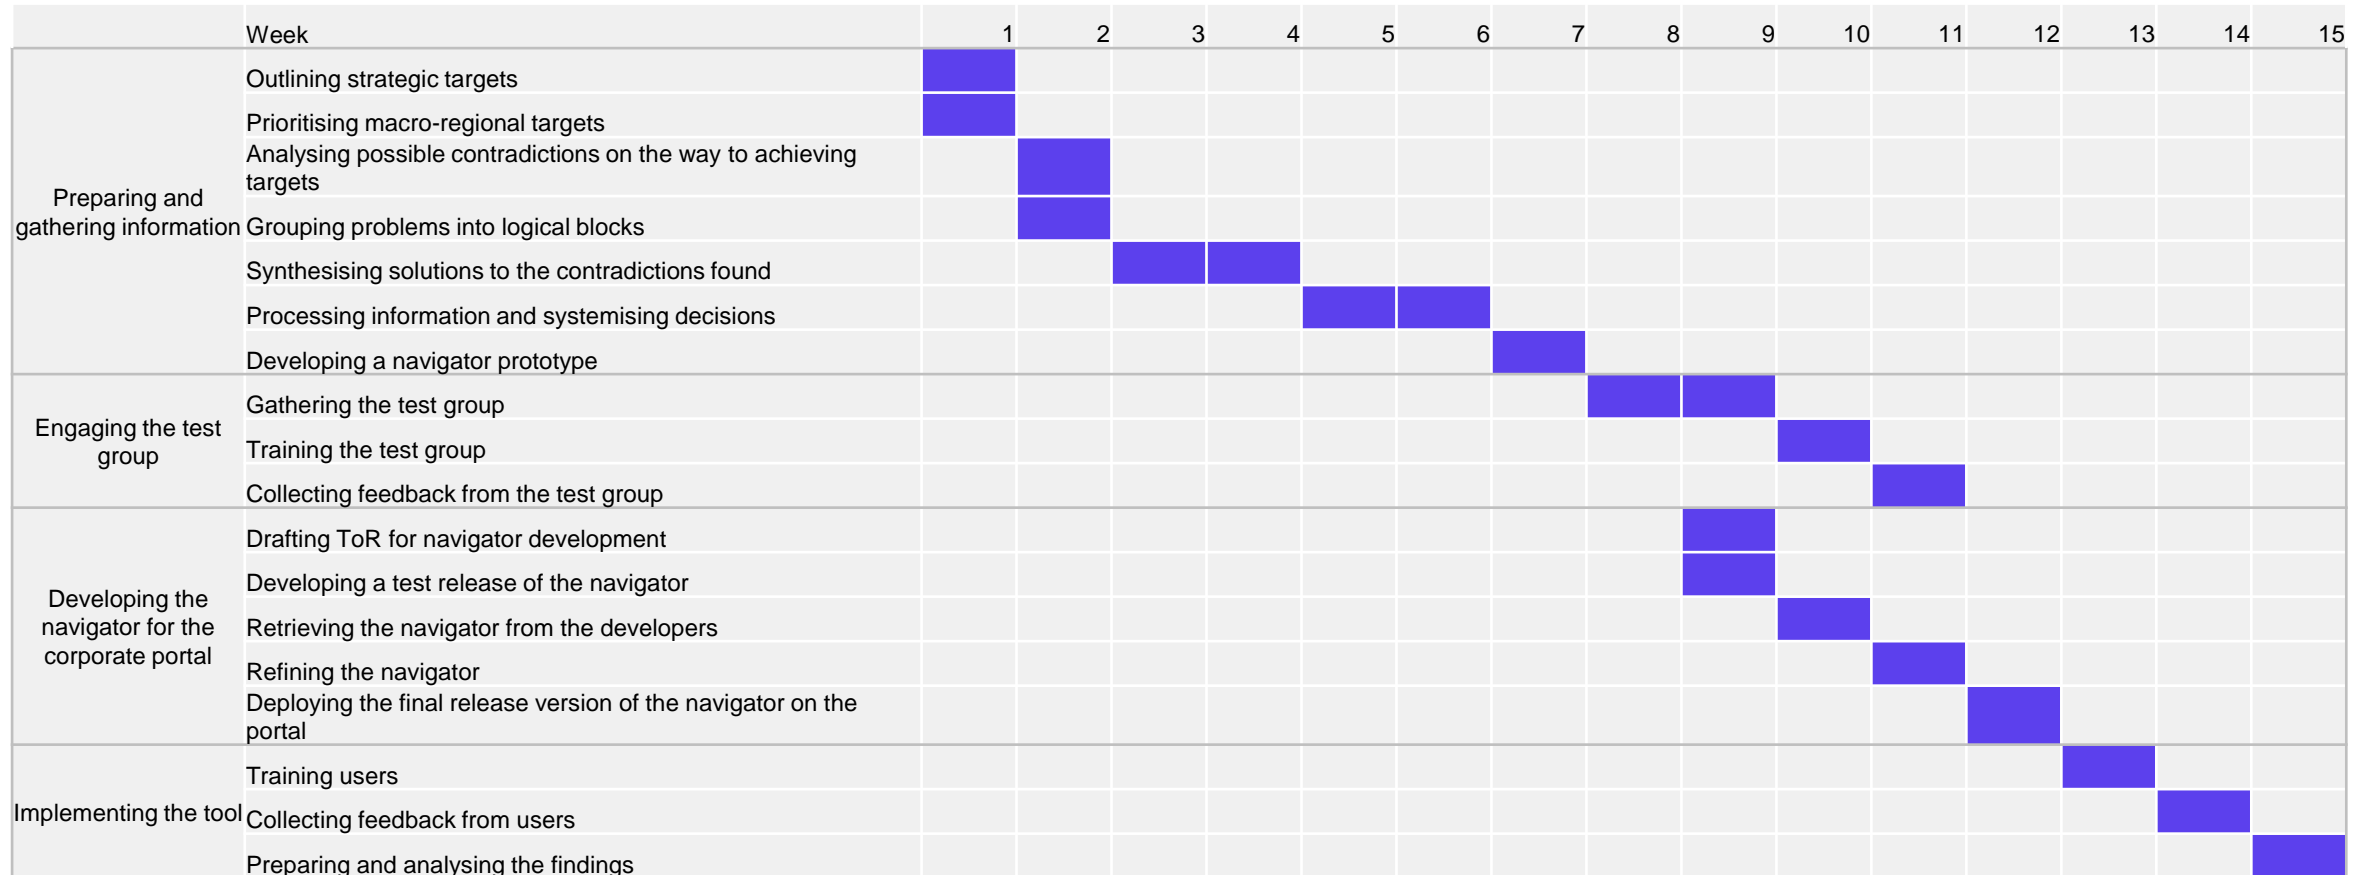 Week 1 2 3 4 5 6 7 8 9 10 11 12 13 14 15
Preparing and
gathering information
Outlining strategic targets
Prioritising macro-regional targets
Analysing possible contradictions on the way to achieving
targets
Grouping problems into logical blocks
Synthesising solutions to the contradictions found
Processing information and systemising decisions
Developing a navigator prototype
Engaging the test
group
Gathering the test group
Training the test group
Collecting feedback from the test group
Developing the
navigator for the
corporate portal
Drafting ToR for navigator development
Developing a test release of the navigator
Retrieving the navigator from the developers
Refining the navigator
Deploying the final release version of the navigator on the
portal
Implementing the tool
Training users
Collecting feedback from users
Preparing and analysing the findings